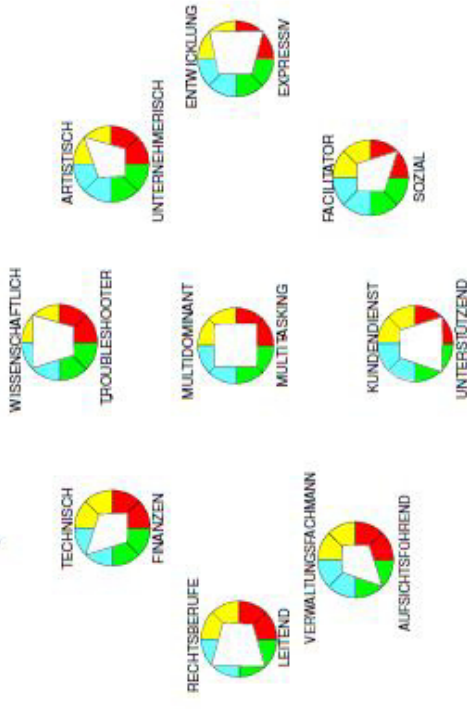 WISSENSCHAFTLICH
TROUBLESHOOTER
TECHNISCH
FINANZEN
ARTISTISCH
UNTERNEHMERISCH
RECHTSBERUFE
LEITEND
MULTIDOMINANT
MULTITASKING
ENTWICKLUNG
EXPRESSIV
VERWALTUNGSFACHMANN
AUFSICHTSFÜHREND
FACILITATOR
SOZIAL
KUNDENDIENST
UNTERSTÜTZEND